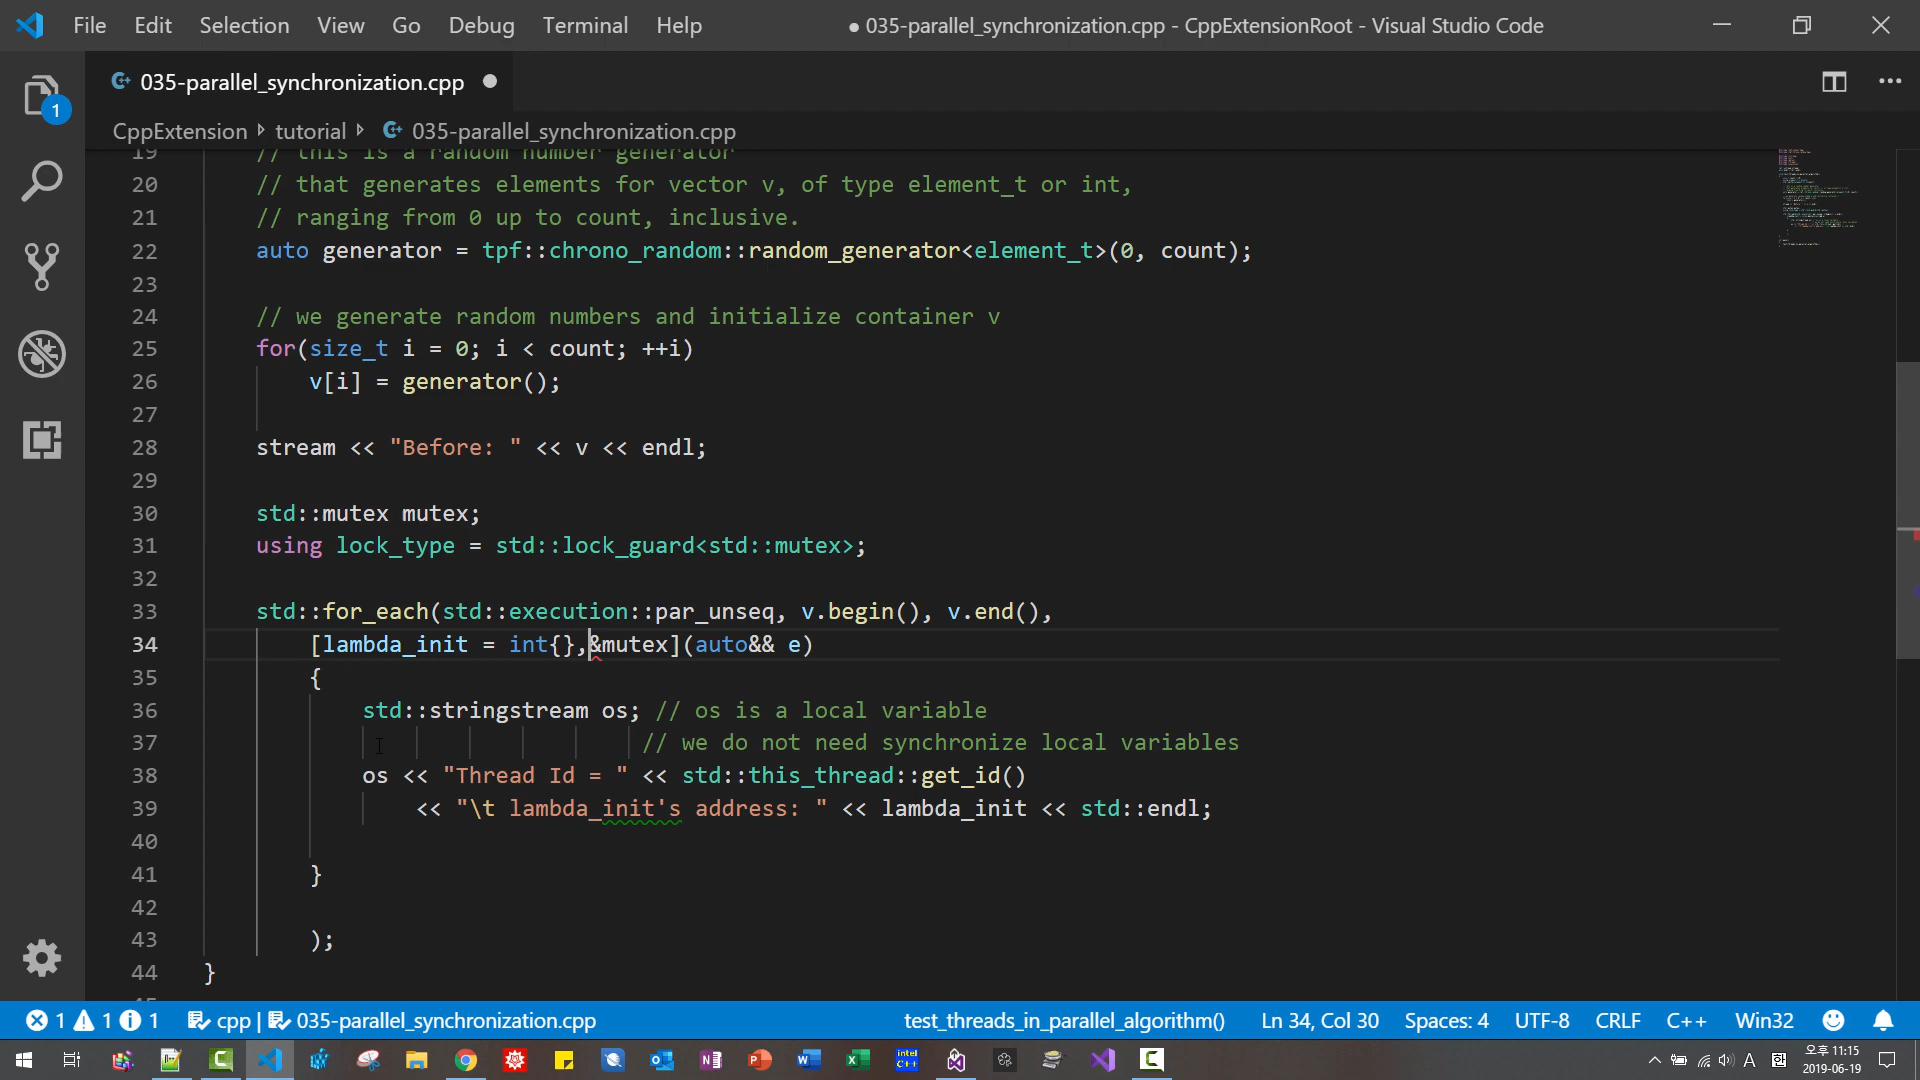 File Edit Selection View Go Debug Terminal Help ● 035-parallel_synchronization.cpp - CppExtensionRoot - Visual Studio Code
035-parallel_synchronization.cpp
1
CppExtension tutorial 035-parallel_synchronization.cpp
19 // this is a random number generator
20 // that generates elements for vector v, of type element_t or int,
21 // ranging from 0 up to count, inclusive.
22 auto generator = tpf::chrono_random::random_generator<element_t>(0, count);
23
24 // we generate random numbers and initialize container v
25 for(size_t i = 0; i < count; ++i)
26 v[i] = generator();
27
28 stream << "Before: " << v << endl;
29
30 std::mutex mutex;
31 using lock_type = std::lock_guard<std::mutex>;
32
33 std::for_each(std::execution::par_unseq, v.begin(), v.end(),
34 [lambda_init = int{},&mutex](auto&& e)
35 {
36 std::stringstream os; // os is a local variable
37 // we do not need synchronize local variables
38 os << "Thread Id = " << std::this_thread::get_id()
39 << "\t lambda_init's address: " << lambda_init << std::endl;
40
41 }
42
43 );
44 }
1 1 1 cpp | 035-parallel_synchronization.cpp test_threads_in_parallel_algorithm() Ln 34, Col 30 Spaces: 4 UTF-8 CRLF C++ Win32
intel C++ A 오후 11:15
2019-06-19